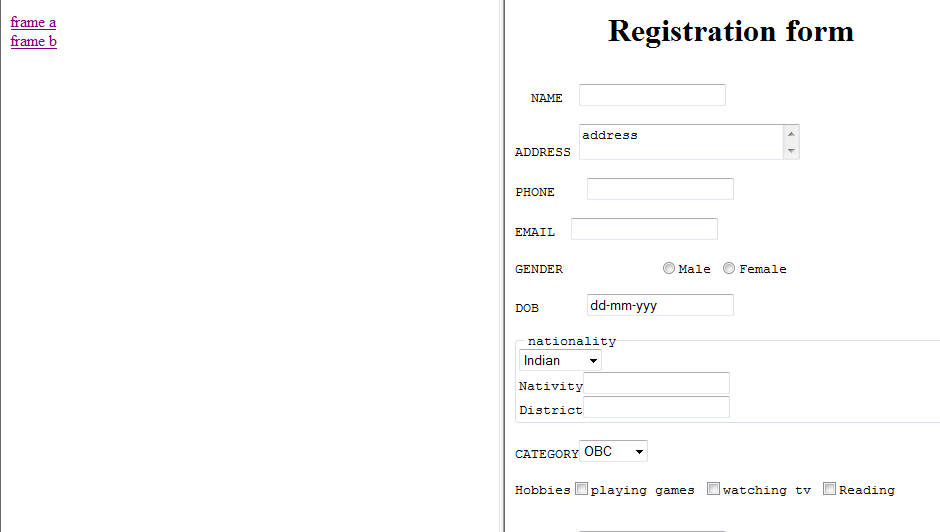 frame a
frame b
Registration form
NAME
address
ADDRESS
PHONE
EMAIL
GENDER Male Female
DOB dd-mm-yyy
nationality
Indian
Nativity
District
CATEGORY OBC
Hobbies playing games watching tv Reading